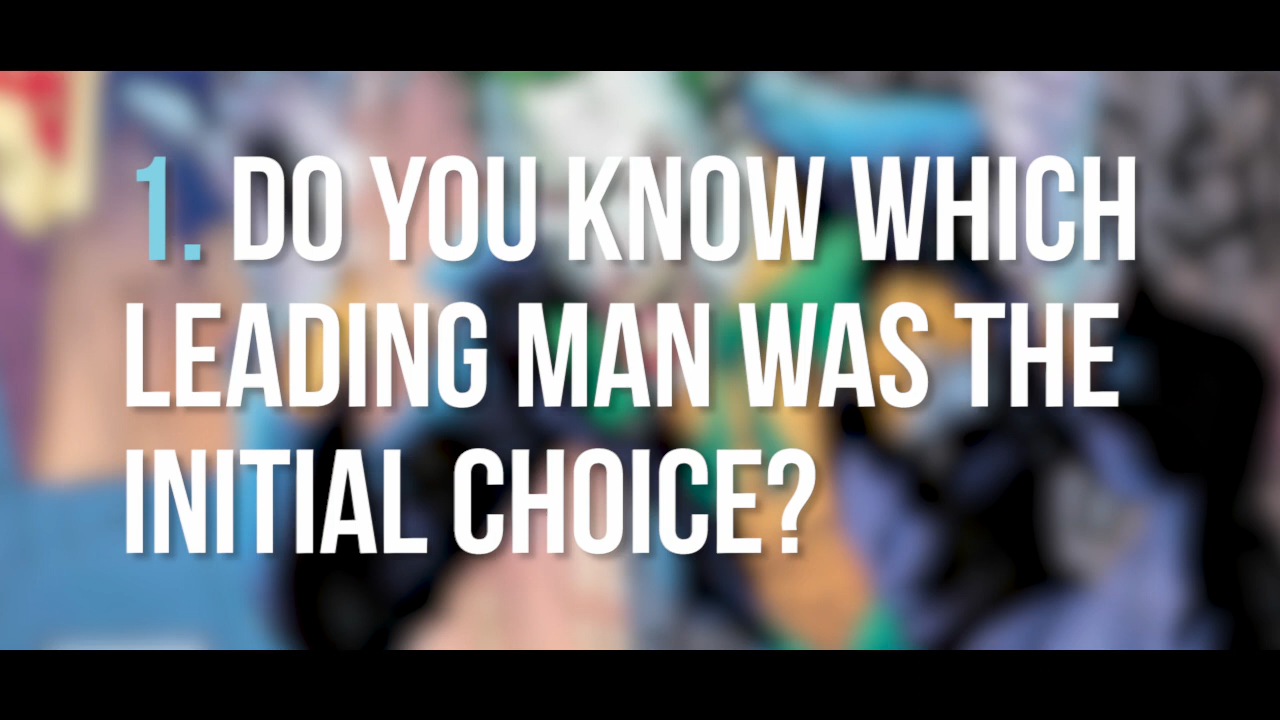 1. DO YOU KNOW WHICH
LEADING MAN WAS THE
INITIAL CHOICE?